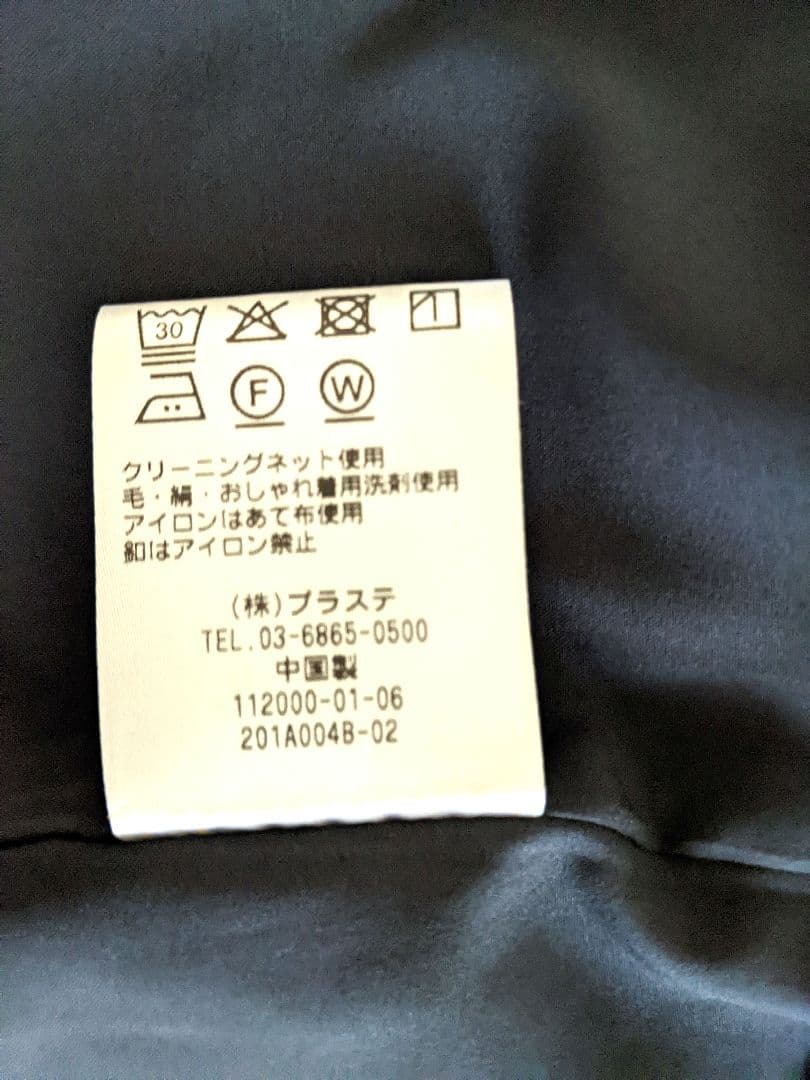 30
F W
クリーニングネット使用
毛・絹・おしゃれ着用洗剤使用
アイロンはあて布使用
釦はアイロン禁止
(株)プラステ
TEL.03-6865-0500
中国製
112000-01-06
201A004B-02